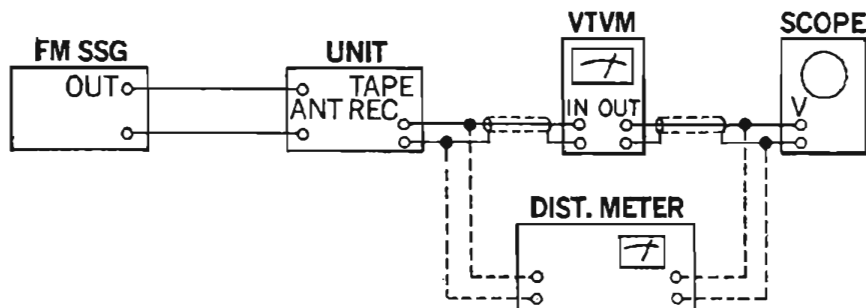 FM SSG
OUT
UNIT
TAPE
ANT REC
VTVM
IN OUT
SCOPE
V
DIST. METER